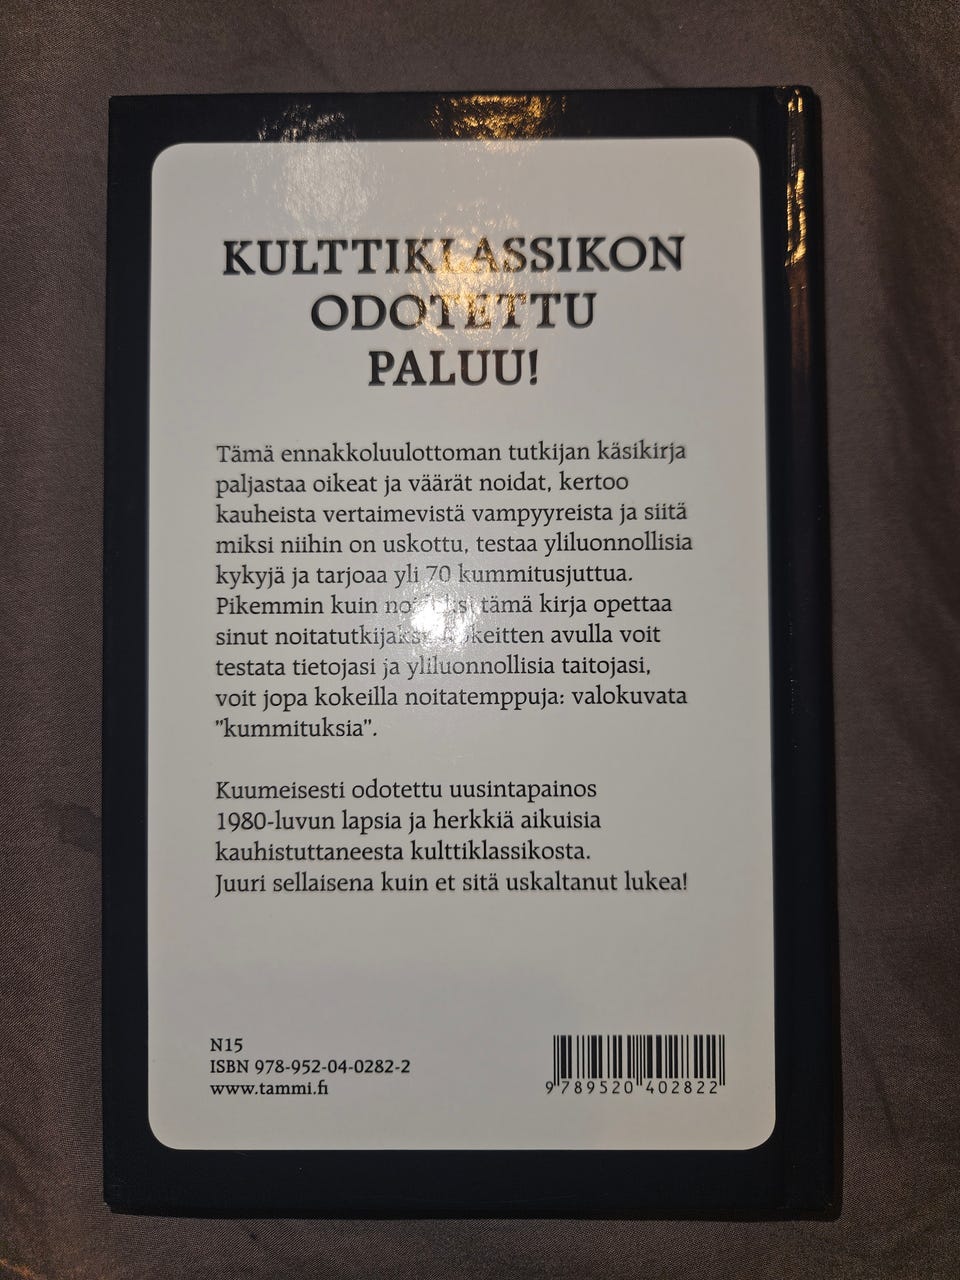 KULTTIKLASSIKON
ODOTETTU
PALUU!
Tämä ennakkoluulottoman tutkijan käsikirja
paljastaa oikeat ja väärät noidat, kertoo
kauheista vertaimevistä vampyyreista ja siitä
miksi niihin on uskottu, testaa yliluonnollisia
kykyjä ja tarjoaa yli 70 kummitusjuttua.
Pikemmin kuin tämä kirja opettaa
sinut noitatutkijaksi. Kokeitten avulla voit
testata tietojasi ja yliluonnollisia taitojasi,
voit jopa kokeilla noitatemppuja: valokuvata
"kummituksia".
Kuumeisesti odotettu uusintapainos
1980-luvun lapsia ja herkkiä aikuisia
kauhistuttaneesta kulttiklassikosta.
Juuri sellaisena kuin et sitä uskaltanut lukea!
N15
ISBN 978-952-04-0282-2
www.tammi.fi
9 789520 402822